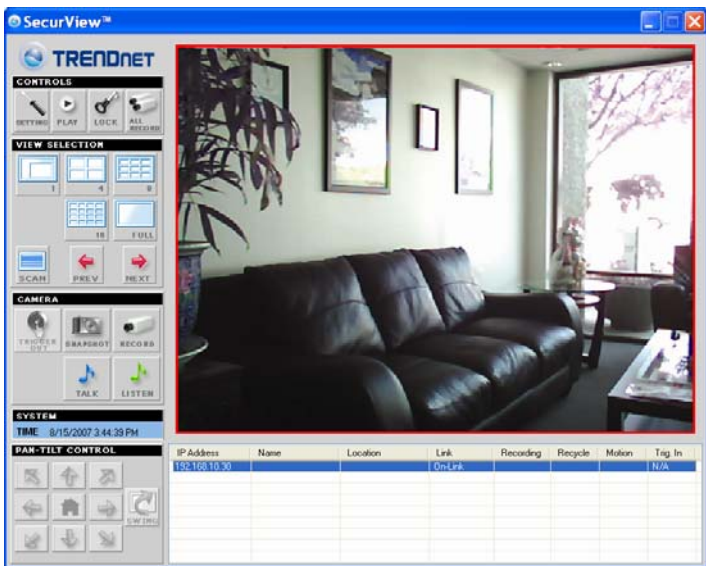 SecurView™
TRENDNET
CONTROLS
SETTING PLAY LOCK ALL RECORD
VIEW SELECTION
1 4 9
16 FULL
SCAN PREV NEXT
CAMERA
TRIGGER OUT SNAPSHOT RECORD
TALK LISTEN
SYSTEM
TIME 8/15/2007 3:44:39 PM
PAN-TILT CONTROL
SWING
IP Address Name Location Link Recording Recycle Motion Trig. In
192.168.10.30 On-Link N/A